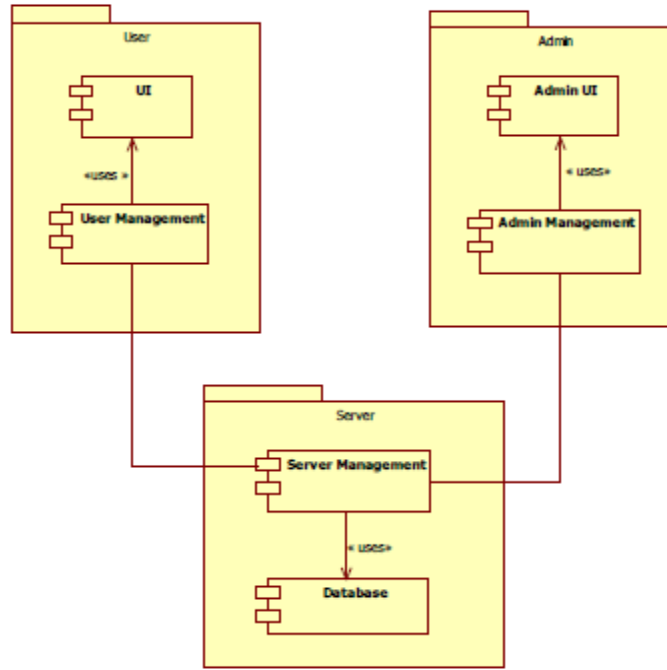 User
UI
«uses »
User Management
Admin
Admin UI
« uses»
Admin Management
Server
Server Management
« uses»
Database